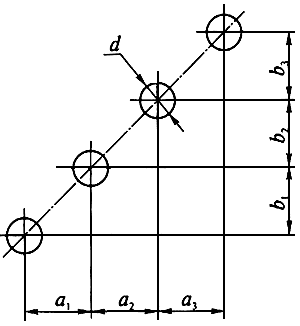 d
b₃
b₂
b₁
a₁ a₂ a₃